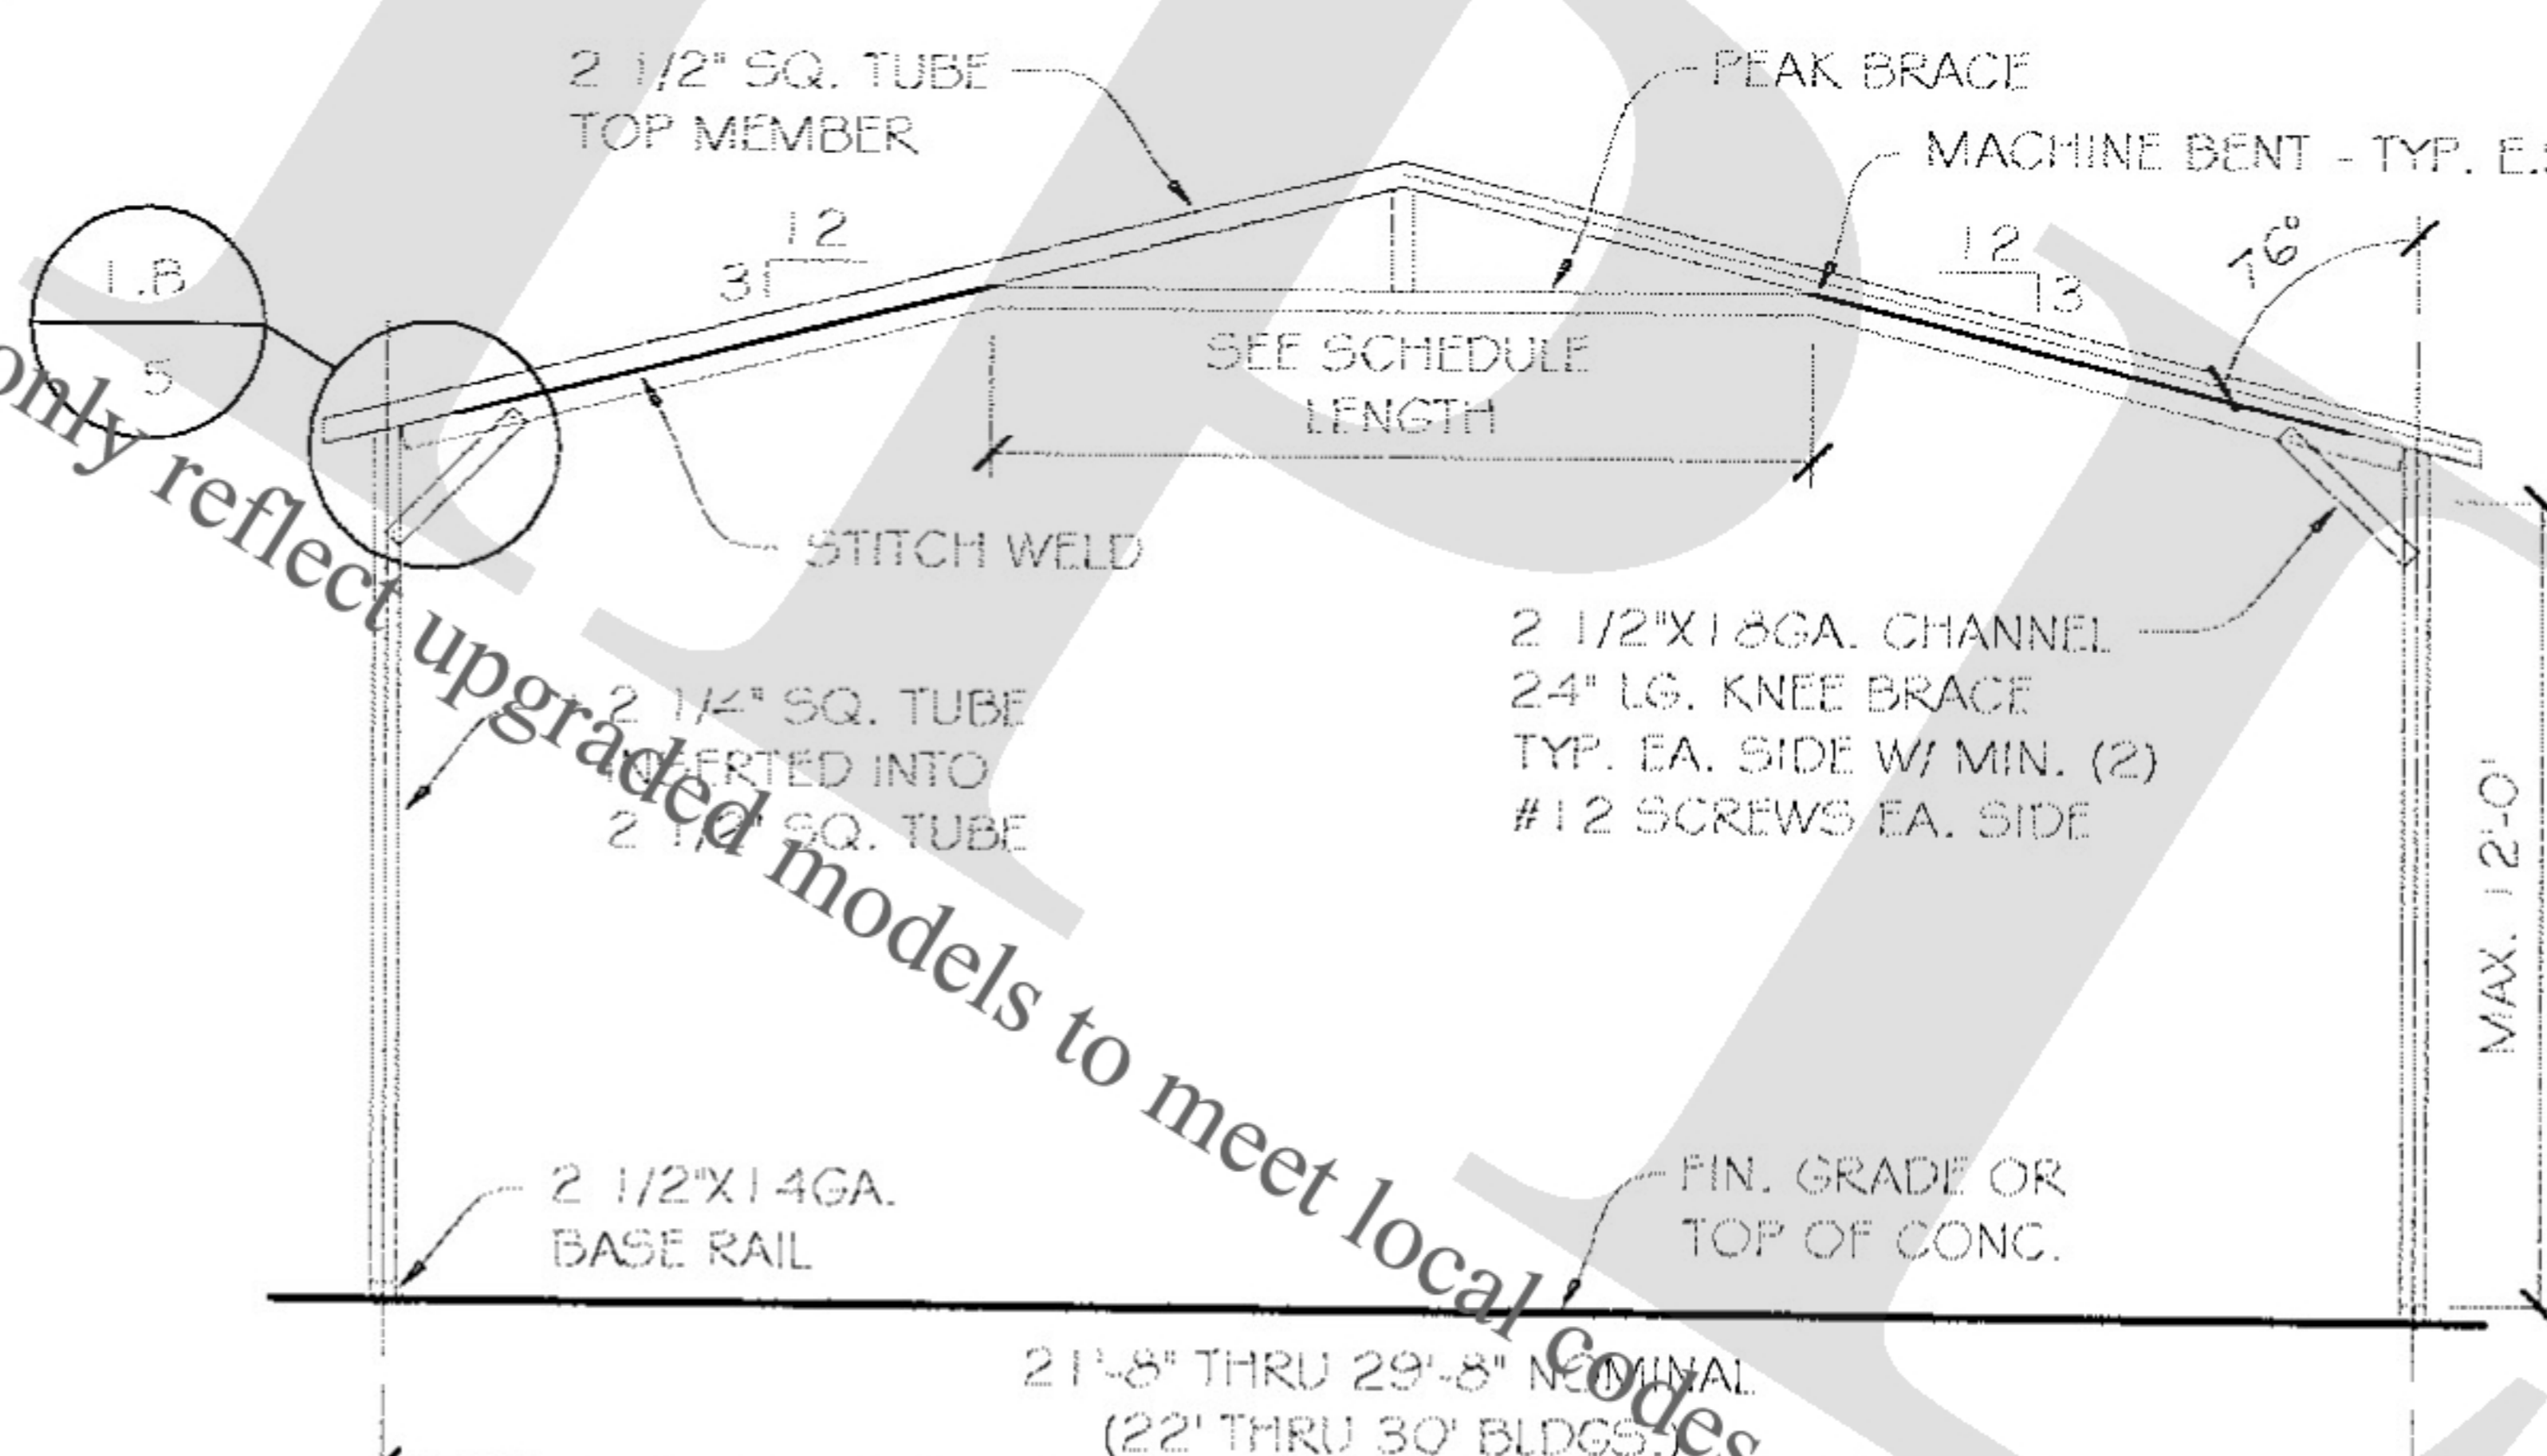 2 1/2" SQ. TUBE
TOP MEMBER
PEAK BRACE
MACHINE BENT - TYP. E.
12
3
12
3
76°
1.B
5
SEE SCHEDULE
LENGTH
STITCH WELD
2 1/2"X18GA. CHANNEL
24" LG. KNEE BRACE
TYP. EA. SIDE W/ MIN. (2)
#12 SCREWS EA. SIDE
2 1/4" SQ. TUBE
INSERTED INTO
2 1/2" SQ. TUBE
MAX. 12'-0"
2 1/2"X14GA.
BASE RAIL
FIN. GRADE OR
TOP OF CONC.
21'-8" THRU 29'-8" NOMINAL
(22' THRU 30' BLDGS.)
only reflect upgraded models to meet local codes